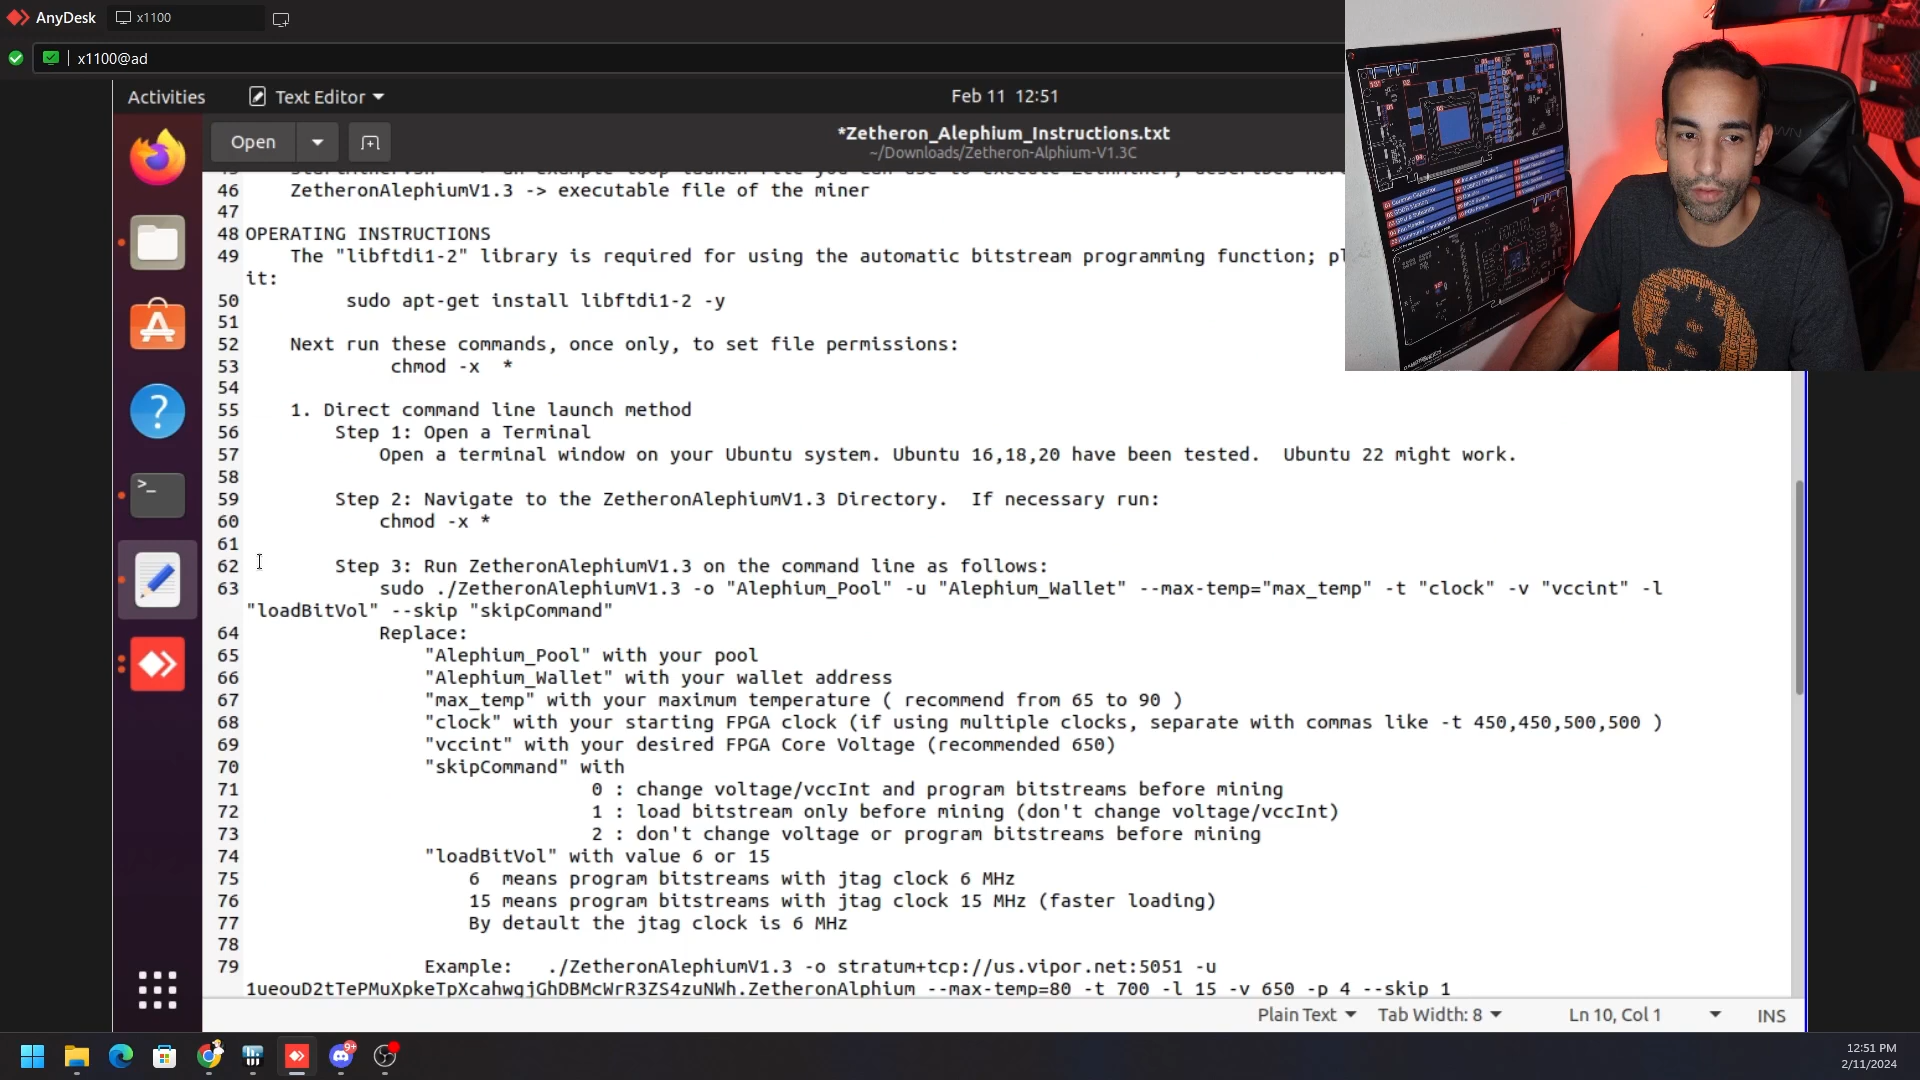 AnyDesk
x1100
x1100@ad
Activities
Text Editor
Feb 11 12:51
Open
*Zetheron_Alephium_Instructions.txt
~/Downloads/Zetheron-Alphium-V1.3C
46 ZetheronAlephiumV1.3 -> executable file of the miner
47
48 OPERATING INSTRUCTIONS
49 The "libftdi1-2" library is required for using the automatic bitstream programming function;
it:
50 sudo apt-get install libftdi1-2 -y
51
52 Next run these commands, once only, to set file permissions:
53 chmod -x *
54
55 1. Direct command line launch method
56 Step 1: Open a Terminal
57 Open a terminal window on your Ubuntu system. Ubuntu 16,18,20 have been tested. Ubuntu 22 might work.
58
59 Step 2: Navigate to the ZetheronAlephiumV1.3 Directory. If necessary run:
60 chmod -x *
61
62 Step 3: Run ZetheronAlephiumV1.3 on the command line as follows:
63 sudo ./ZetheronAlephiumV1.3 -o "Alephium_Pool" -u "Alephium_Wallet" --max-temp="max_temp" -t "clock" -v "vccint" -l
"loadBitVol" --skip "skipCommand"
64 Replace:
65 "Alephium_Pool" with your pool
66 "Alephium_Wallet" with your wallet address
67 "max_temp" with your maximum temperature ( recommend from 65 to 90 )
68 "clock" with your starting FPGA clock (if using multiple clocks, separate with commas like -t 450,450,500,500 )
69 "vccint" with your desired FPGA Core Voltage (recommended 650)
70 "skipCommand" with
71 0 : change voltage/vccInt and program bitstreams before mining
72 1 : load bitstream only before mining (don't change voltage/vccInt)
73 2 : don't change voltage or program bitstreams before mining
74 "loadBitVol" with value 6 or 15
75 6 means program bitstreams with jtag clock 6 MHz
76 15 means program bitstreams with jtag clock 15 MHz (faster loading)
77 By detault the jtag clock is 6 MHz
78
79 Example: ./ZetheronAlephiumV1.3 -o stratum+tcp://us.vipor.net:5051 -u
1ueouD2tTePMuXpkeTpXcahwgjGhDBMcWrR3ZS4zuNWh.ZetheronAlphium --max-temp=80 -t 700 -l 15 -v 650 -p 4 --skip 1
Plain Text
Tab Width: 8
Ln 10, Col 1
INS
9+
12:51 PM
2/11/2024